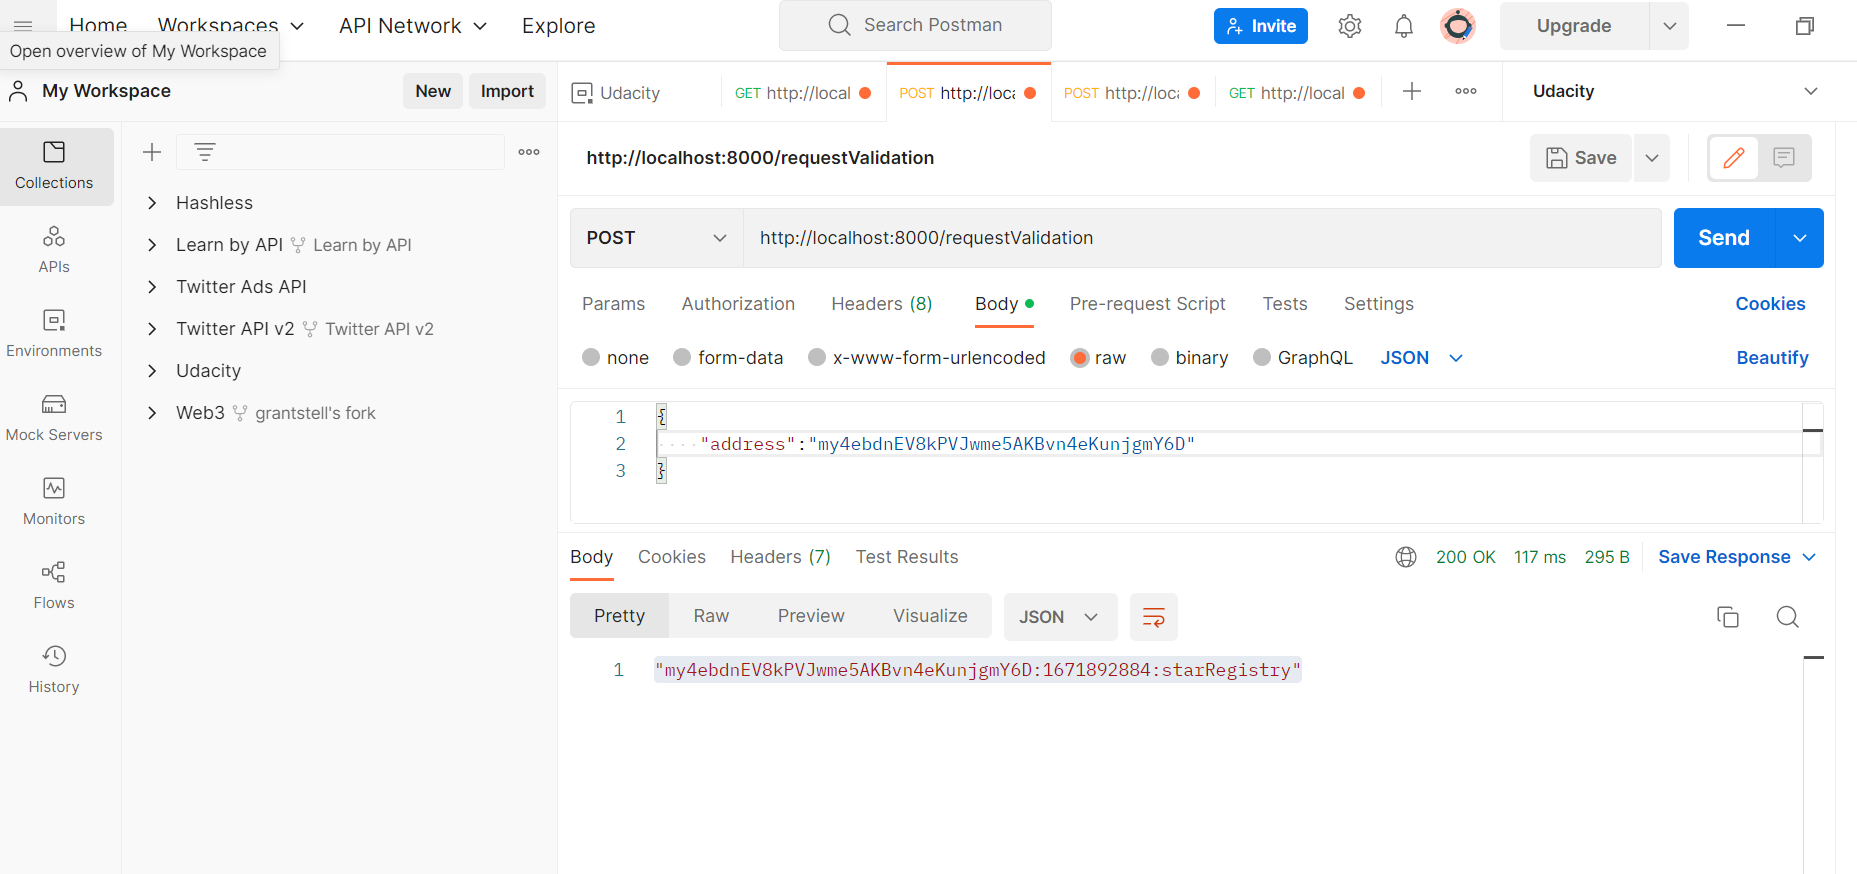 Home Workspaces API Network Explore Search Postman Invite Upgrade
Open overview of My Workspace
My Workspace New Import Udacity GET http://local POST http://loca POST http://loca GET http://local Udacity
Collections
http://localhost:8000/requestValidation Save
Hashless
Learn by API Learn by API
Twitter Ads API
Twitter API v2 Twitter API v2
Udacity
Web3 grantstell's fork
APIs
Environments
Mock Servers
Monitors
Flows
History
POST http://localhost:8000/requestValidation Send
Params Authorization Headers (8) Body Pre-request Script Tests Settings Cookies
none form-data x-www-form-urlencoded raw binary GraphQL JSON Beautify
1 {
2 "address":"my4ebdnEV8kPVJwme5AKBvn4eKunjgmY6D"
3 }
Body Cookies Headers (7) Test Results 200 OK 117 ms 295 B Save Response
Pretty Raw Preview Visualize JSON
1 "my4ebdnEV8kPVJwme5AKBvn4eKunjgmY6D:1671892884:starRegistry"